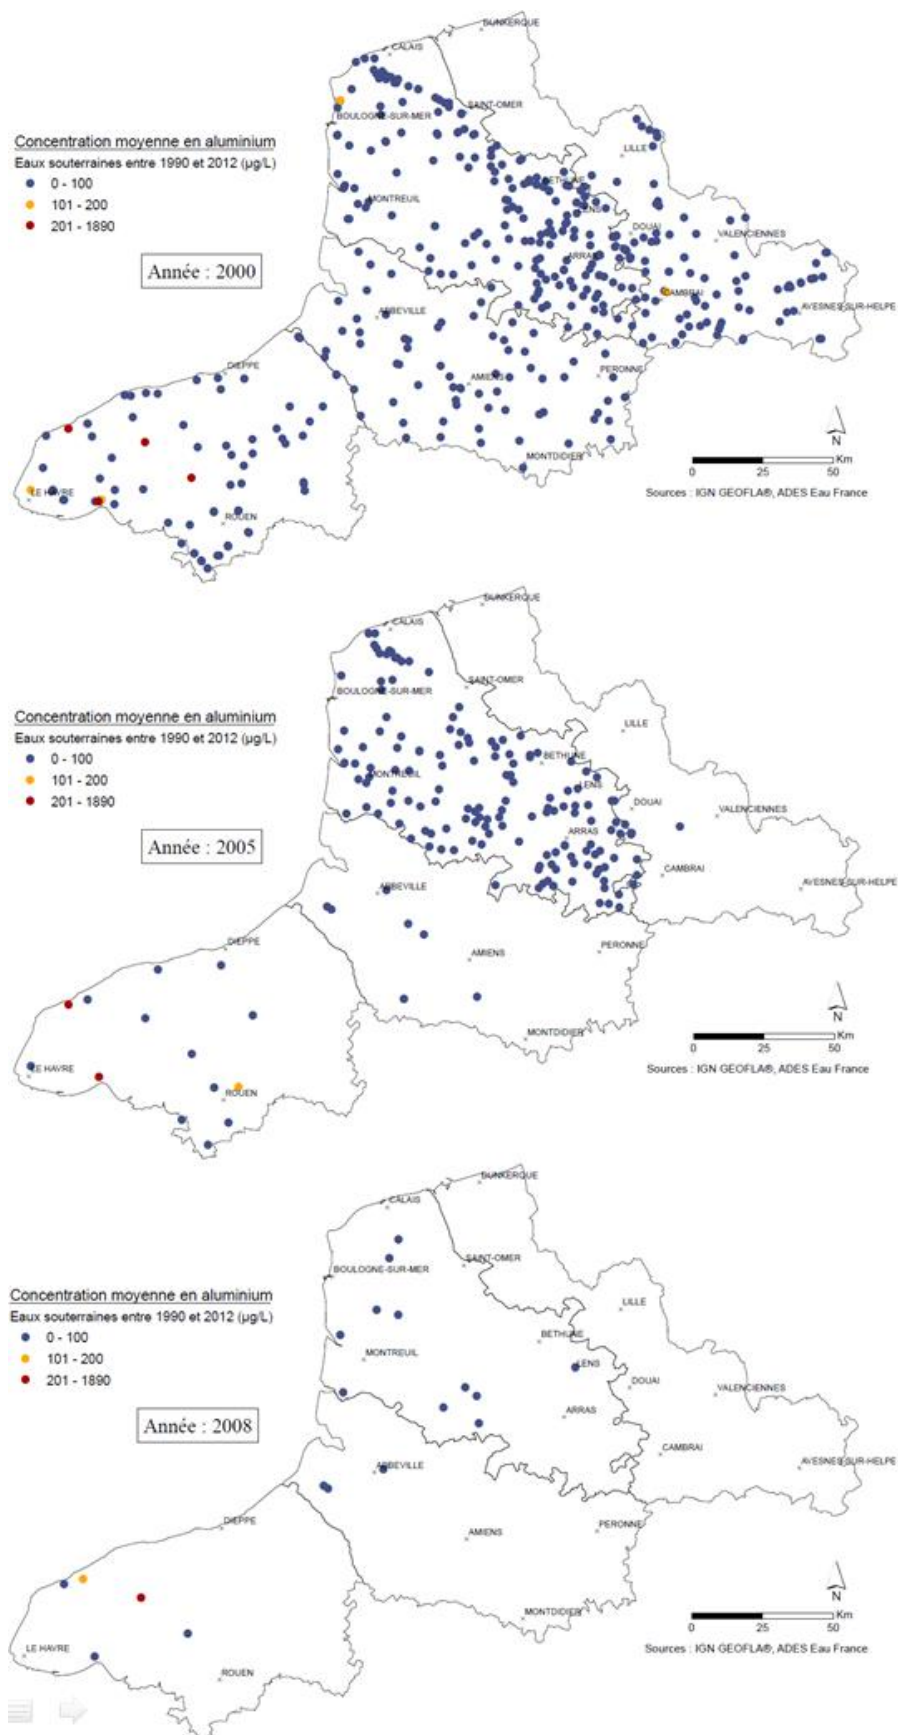 DUNKERQUE
CALAIS
SAINT-OMER
BOULOGNE-SUR-MER
Concentration moyenne en aluminium
Eaux souterraines entre 1990 et 2012 (µg/L)
0 - 100
101 - 200
201 - 1890
LILLE
BETHUNE
MONTREUIL
LENS
DOUAI
VALENCIENNES
Année : 2000
ARRAS
CAMBRAI
AVESNES-SUR-HELPE
ABBEVILLE
DIEPPE
AMIENS
PERONNE
N
MONTDIDIER
0 25 50 Km
LE HAVRE
Sources : IGN GEOFLA®, ADES Eau France
ROUEN
DUNKERQUE
CALAIS
SAINT-OMER
BOULOGNE-SUR-MER
Concentration moyenne en aluminium
Eaux souterraines entre 1990 et 2012 (µg/L)
0 - 100
101 - 200
201 - 1890
LILLE
BETHUNE
MONTREUIL
LENS
DOUAI
VALENCIENNES
Année : 2005
ARRAS
CAMBRAI
AVESNES-SUR-HELPE
ABBEVILLE
DIEPPE
AMIENS
PERONNE
N
MONTDIDIER
0 25 50 Km
LE HAVRE
Sources : IGN GEOFLA®, ADES Eau France
ROUEN
DUNKERQUE
CALAIS
SAINT-OMER
BOULOGNE-SUR-MER
Concentration moyenne en aluminium
Eaux souterraines entre 1990 et 2012 (µg/L)
0 - 100
101 - 200
201 - 1890
LILLE
BETHUNE
MONTREUIL
LENS
DOUAI
VALENCIENNES
Année : 2008
ARRAS
CAMBRAI
AVESNES-SUR-HELPE
ABBEVILLE
DIEPPE
AMIENS
PERONNE
N
MONTDIDIER
0 25 50 Km
LE HAVRE
Sources : IGN GEOFLA®, ADES Eau France
ROUEN